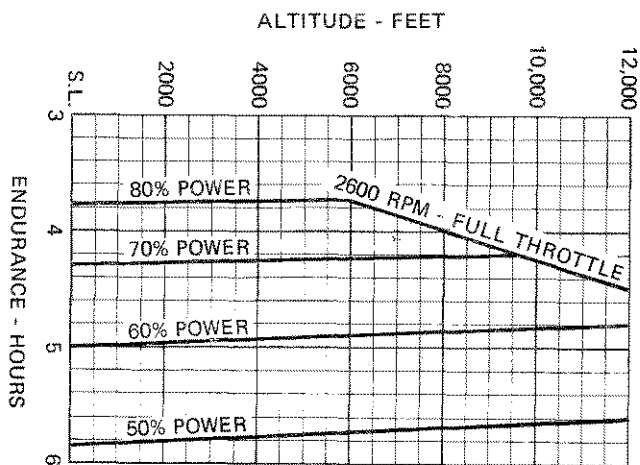 ALTITUDE - FEET
S.L.
2000
4000
6000
8000
10,000
12,000
3
4
5
6
ENDURANCE - HOURS
80% POWER
2600 RPM - FULL THROTTLE
70% POWER
60% POWER
50% POWER